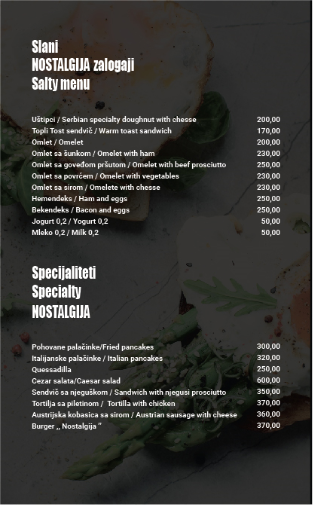 Slani
NOSTALGIJA zalogaji
Salty menu
Uštipci / Serbian specialty doughnut with chesse 200,00
Topli Tost sendvič / Warm toast sandwich 170,00
Omlet / Omelet 200,00
Omlet sa šunkom / Omelet with ham 230,00
Omlet sa goveđom pršutom / Omelet with beef prosciutto 250,00
Omlet sa povrćem / Omelet with vegetables 230,00
Omlet sa sirom / Omelete with cheese 230,00
Hemendeks / Ham and eggs 250,00
Bekendeks / Bacon and eggs 250,00
Jogurt 0,2 / Yogurt 0,2 50,00
Mleko 0,2 / Milk 0,2 50,00
Specijaliteti
Specialty
NOSTALGIJA
Pohovane palačinke/Fried pancakes 300,00
Italijanske palačinke / Italian pancakes 320,00
Quessadilla 250,00
Cezar salata/Caesar salad 600,00
Sendvič sa njeguškom / Sandwich with njegusi prosciutto 350,00
Tortilja sa piletinom / Tortilla with chicken 370,00
Austrijska kobasica sa sirom / Austrian sausage with cheese 360,00
Burger ,, Nostalgija " 370,00